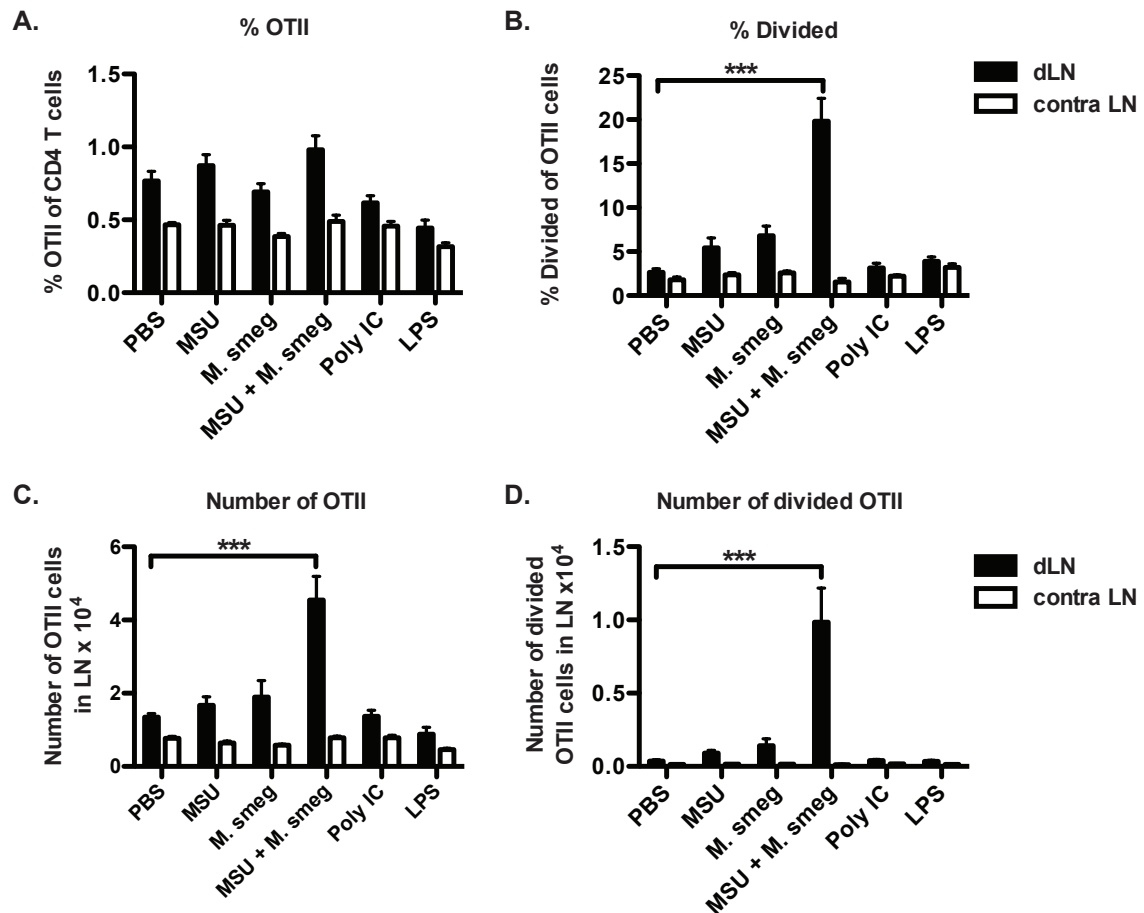 A.
% OTII
% OTII of CD4 T cells
1.5
1.0
0.5
0.0
PBS
MSU
M. smeg
MSU + M. smeg
Poly IC
LPS
B.
% Divided
% Divided of OTII cells
25
20
15
10
5
0
***
PBS
MSU
M. smeg
MSU + M. smeg
Poly IC
LPS
dLN
contra LN
C.
Number of OTII
Number of OTII cells
in LN x 10⁴
6
4
2
0
***
PBS
MSU
M. smeg
MSU + M. smeg
Poly IC
LPS
D.
Number of divided OTII
Number of divided
OTII cells in LN x10⁴
1.5
1.0
0.5
0.0
***
PBS
MSU
M. smeg
MSU + M. smeg
Poly IC
LPS
dLN
contra LN